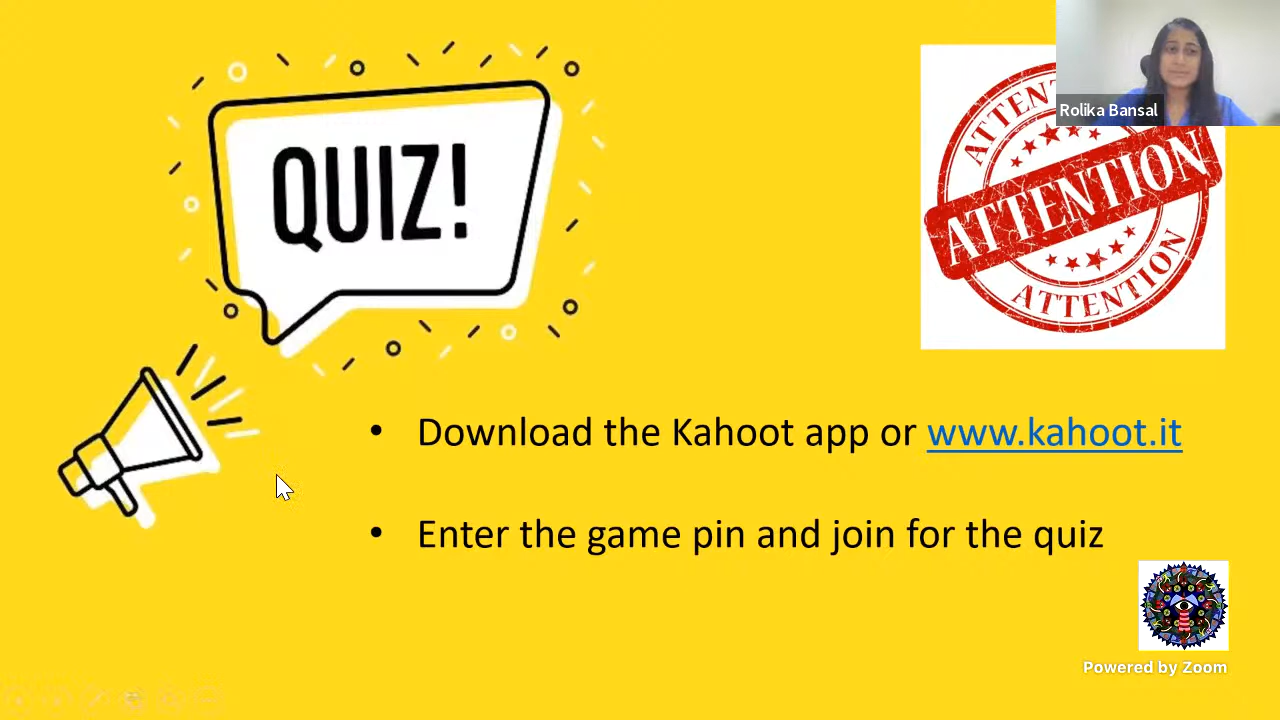 QUIZ!
ATTENTION
ATTENTION
Rolika Bansal
• Download the Kahoot app or www.kahoot.it
• Enter the game pin and join for the quiz
Powered by Zoom